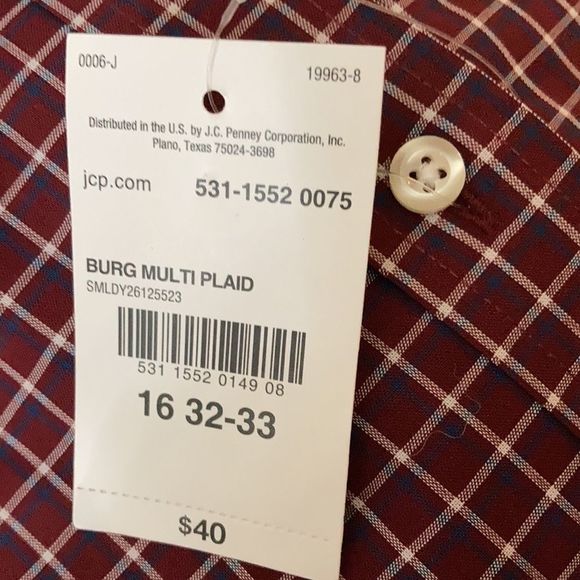 0006-J 19963-8
Distributed in the U.S. by J.C. Penney Corporation, Inc.
Plano, Texas 75024-3698
jcp.com 531-1552 0075
BURG MULTI PLAID
SMLDY26125523
531 1552 0149 08
16 32-33
$40